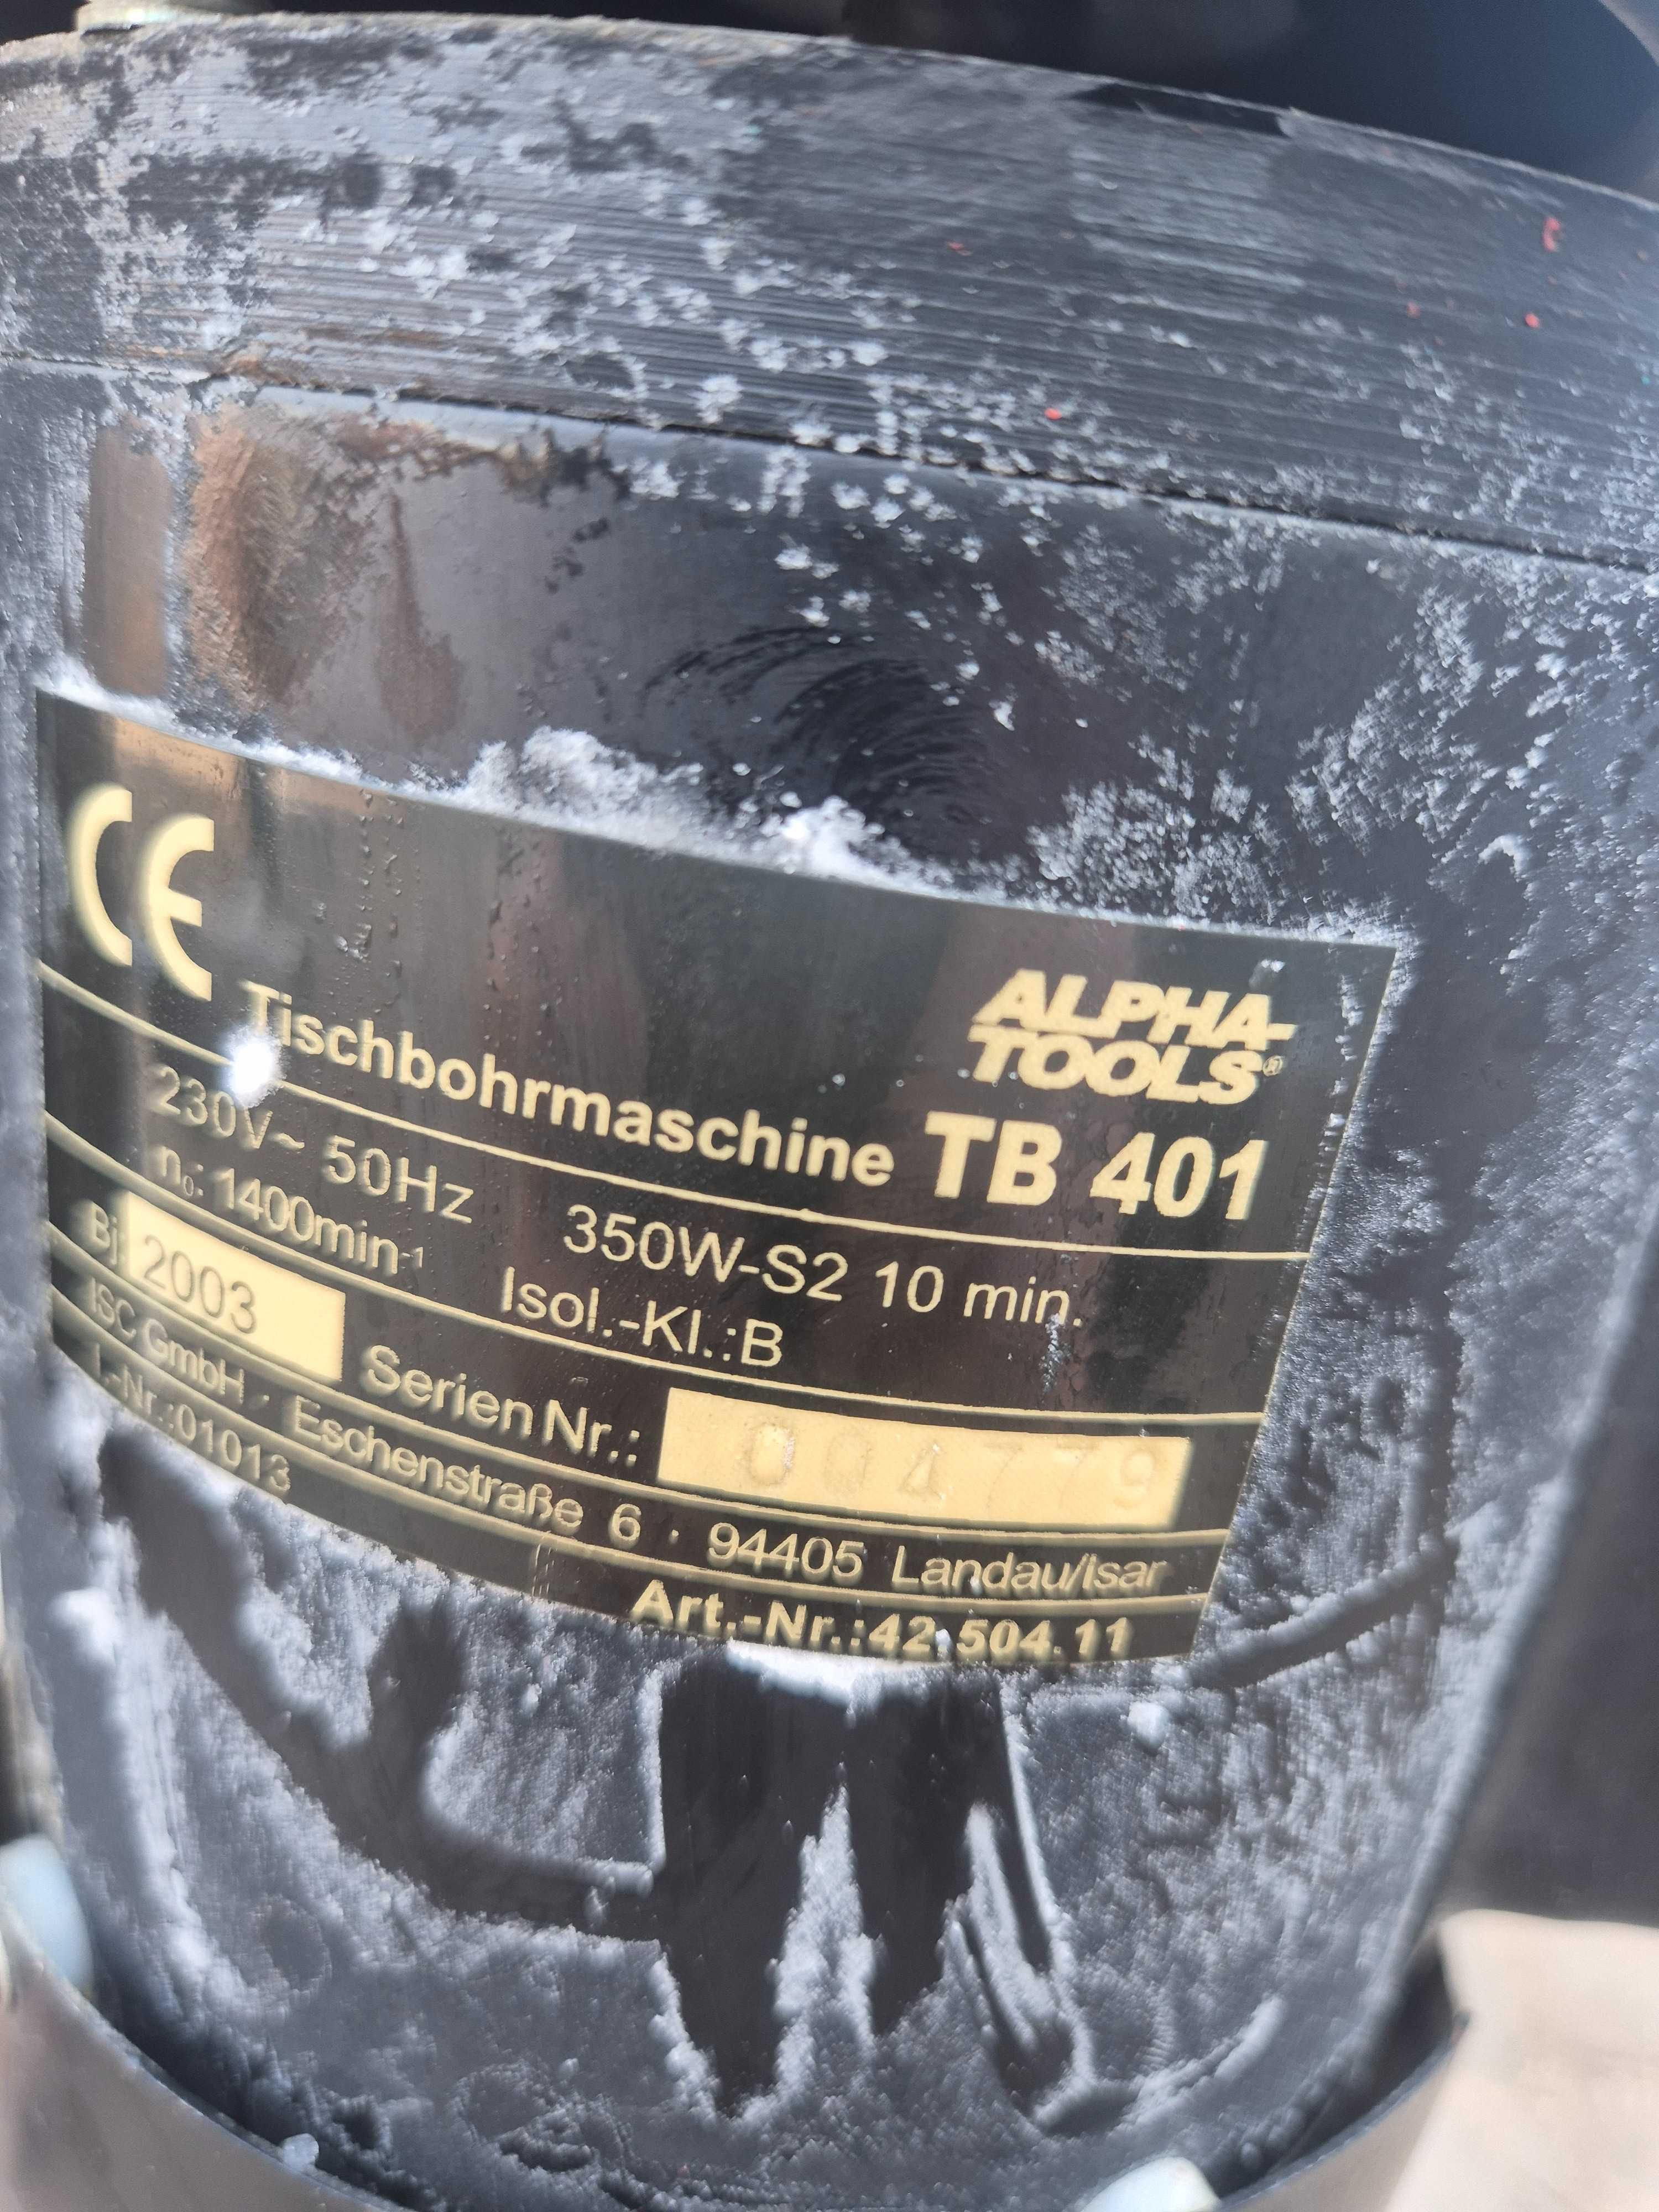 CE
ALPHA-
TOOLS®
Tischbohrmaschine TB 401
230V~ 50Hz 350W-S2 10 min.
n₀: 1400min⁻¹ Isol.-Kl.:B
Bj 2003 Serien Nr.: 004779
ISC GmbH · Eschenstraße 6 · 94405 Landau/Isar
I.-Nr.:01013 Art.-Nr.:42.504.11